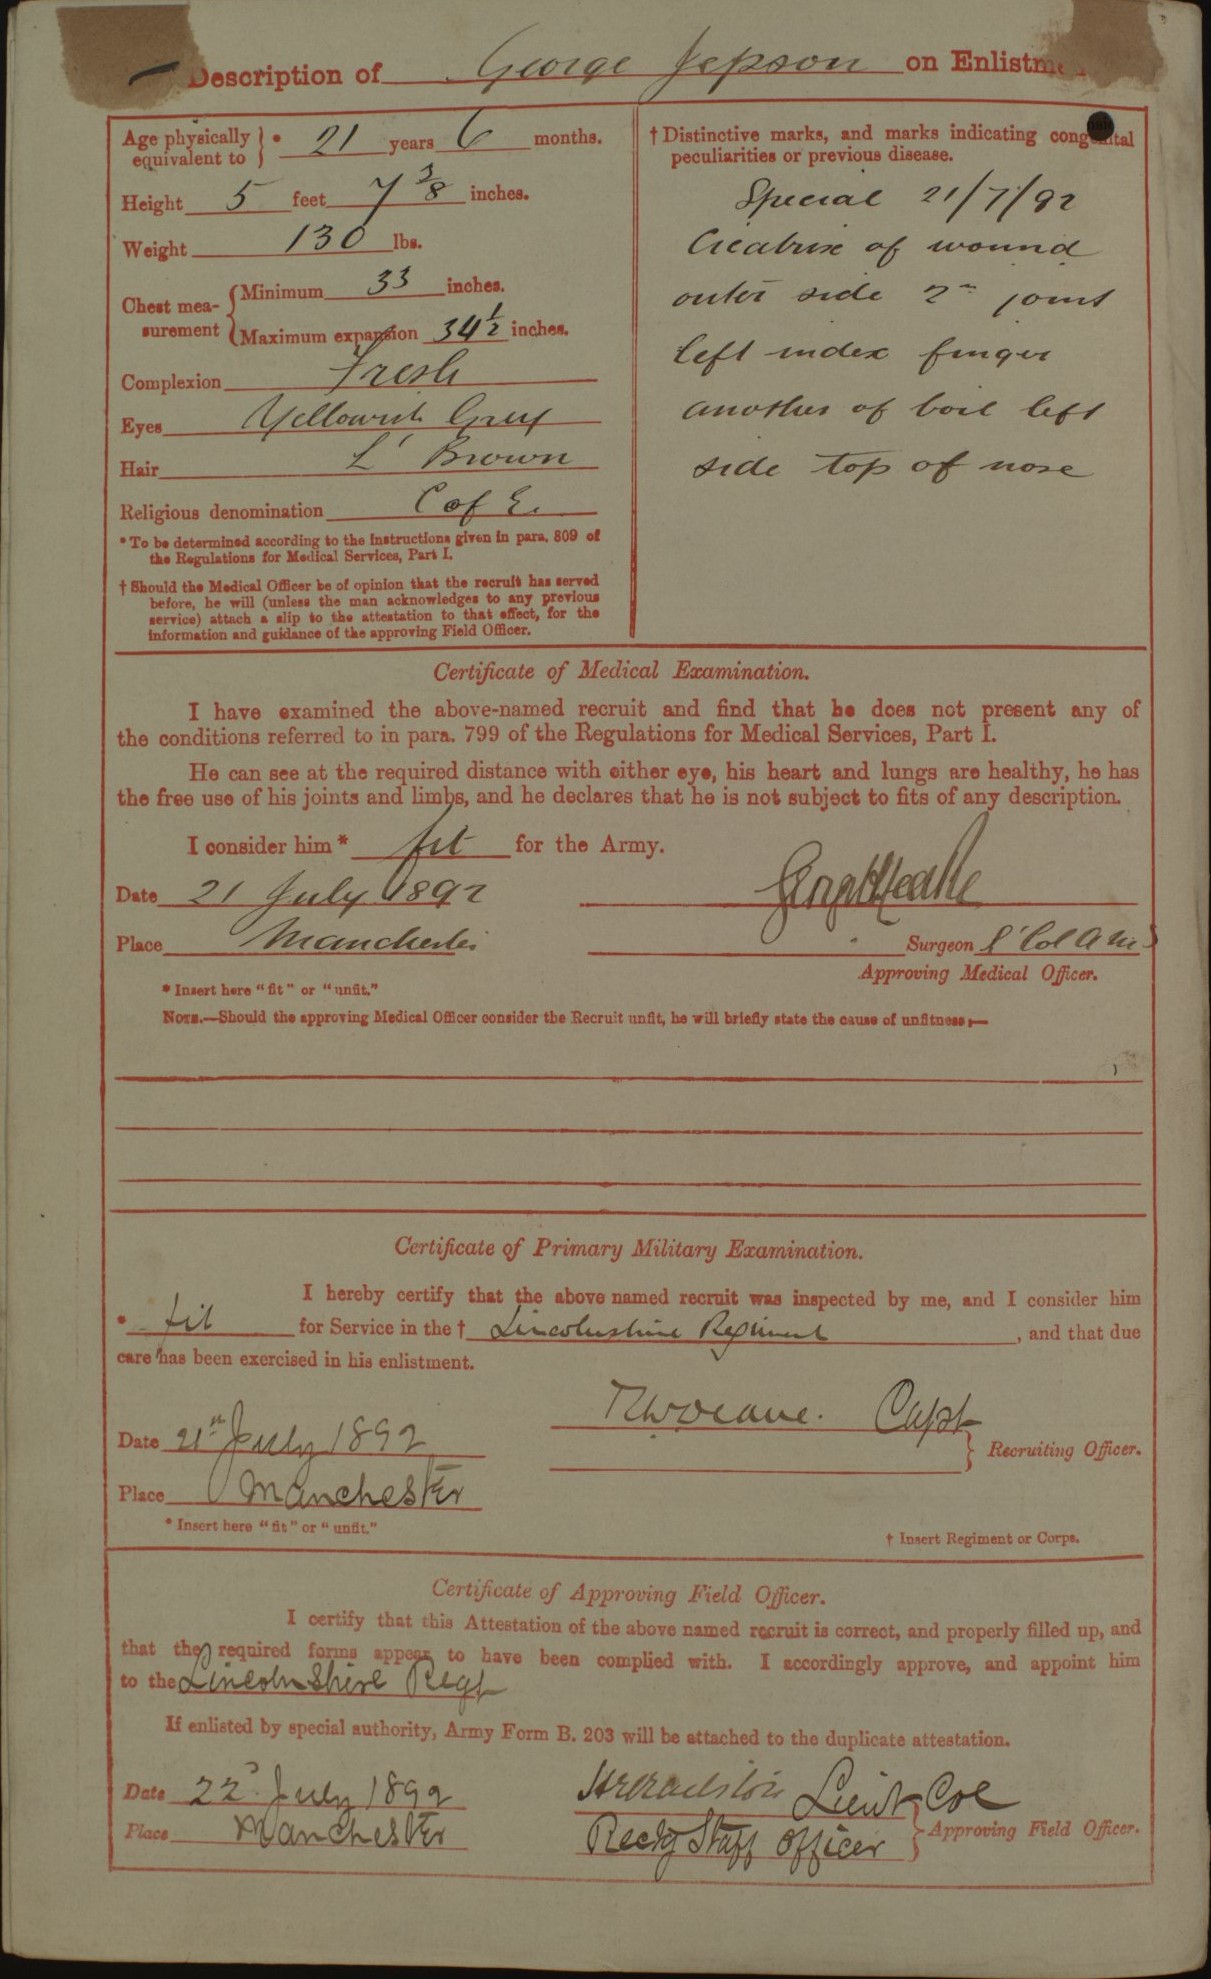 Description of George Jepson on Enlistme
Age physically equivalent to * 21 years 6 months.
Height 5 feet 7 3/8 inches.
Weight 130 lbs.
Chest measurement Minimum 33 inches.
Maximum expansion 34 1/2 inches.
Complexion Fresh
Eyes Yellowish Grey
Hair Lt Brown
Religious denomination C of E.
* To be determined according to the instructions given in para. 809 of
the Regulations for Medical Services, Part I.
† Should the Medical Officer be of opinion that the recruit has served
before, he will (unless the man acknowledges to any previous
service) attach a slip to the attestation to that effect, for the
information and guidance of the approving Field Officer.
† Distinctive marks, and marks indicating congenital
peculiarities or previous disease.
Special 21/7/92
Cicatrix of wound
outer side 2nd joint
left index finger
another of boil left
side top of nose
Certificate of Medical Examination.
I have examined the above-named recruit and find that he does not present any of
the conditions referred to in para. 799 of the Regulations for Medical Services, Part I.
He can see at the required distance with either eye, his heart and lungs are healthy, he has
the free use of his joints and limbs, and he declares that he is not subject to fits of any description.
I consider him * fit for the Army.
Date 21 July 1892
Place Manchester
Surgeon Lt Col AMS
Approving Medical Officer.
* Insert here "fit" or "unfit."
NOTE.—Should the approving Medical Officer consider the Recruit unfit, he will briefly state the cause of unfitness:—
Certificate of Primary Military Examination.
I hereby certify that the above named recruit was inspected by me, and I consider him
* fit for Service in the † Lincolnshire Regiment, and that due
care has been exercised in his enlistment.
Capt
Date 21st July 1892
Recruiting Officer.
Place Manchester
* Insert here "fit" or "unfit."
† Insert Regiment or Corps.
Certificate of Approving Field Officer.
I certify that this Attestation of the above named recruit is correct, and properly filled up, and
that the required forms appear to have been complied with. I accordingly approve, and appoint him
to the Lincolnshire Regt
If enlisted by special authority, Army Form B. 203 will be attached to the duplicate attestation.
Date 22d July 1892
Lieut Col
Place Manchester
Rectg Staff Officer
Approving Field Officer.